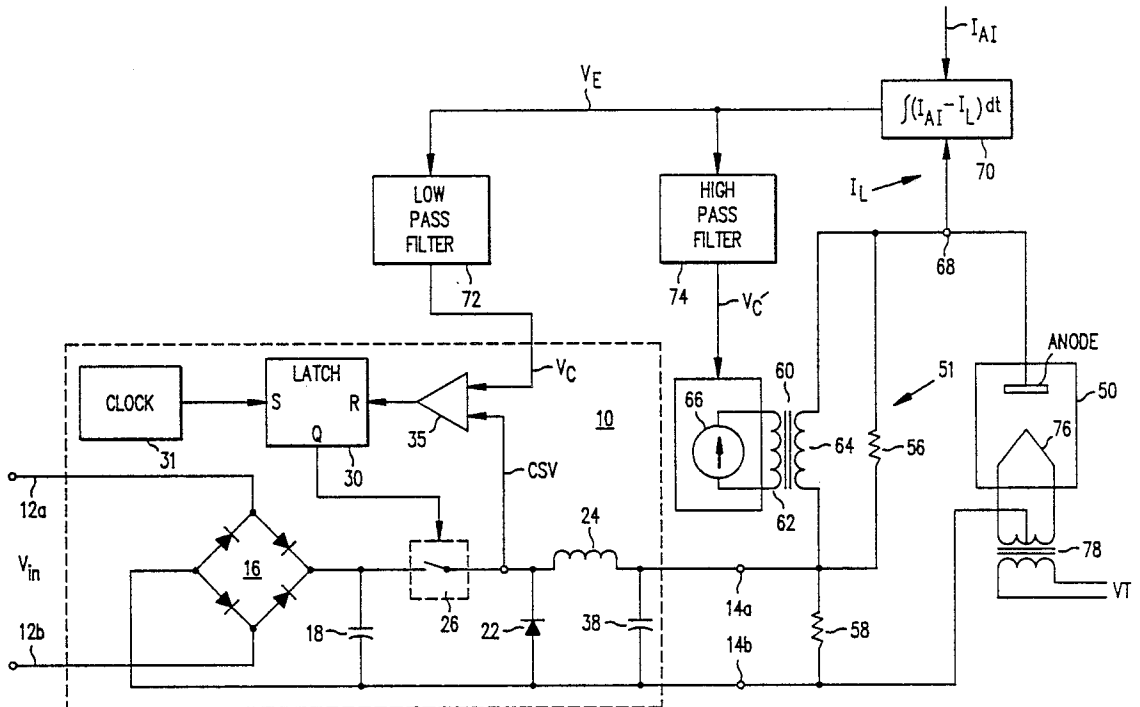 I_AI
V_E
∫(I_AI - I_L) dt
70
I_L
LOW
PASS
FILTER
72
HIGH
PASS
FILTER
74
68
V_C
V_C′
ANODE
CLOCK
31
LATCH
S
R
Q
30
35
10
60
66
64
62
51
56
50
76
CSV
12a
V_in
12b
16
18
26
22
24
38
14a
14b
58
78
VT